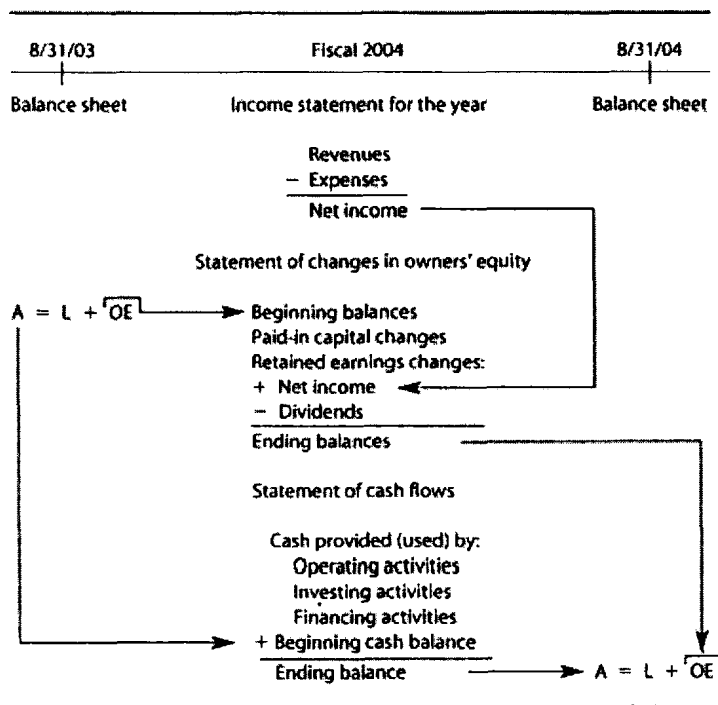 8/31/03 Fiscal 2004 8/31/04
Balance sheet Income statement for the year Balance sheet
Revenues
− Expenses
Net income
Statement of changes in owners' equity
A = L + OE Beginning balances
Paid-in capital changes
Retained earnings changes:
+ Net income
− Dividends
Ending balances
Statement of cash flows
Cash provided (used) by:
Operating activities
Investing activities
Financing activities
+ Beginning cash balance
Ending balance A = L + OE